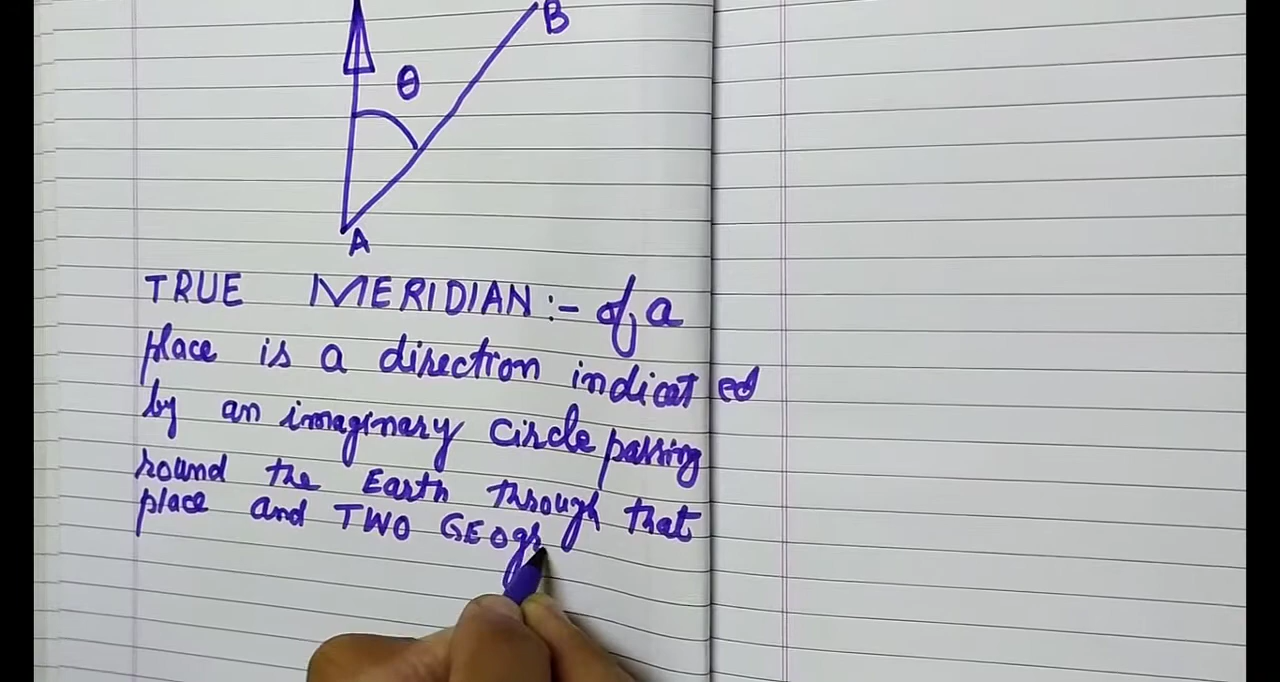 B
θ
A
TRUE MERIDIAN :- of a
place is a direction indicated
by an imaginary circle passing
round the Earth through that
place and TWO GEOgr